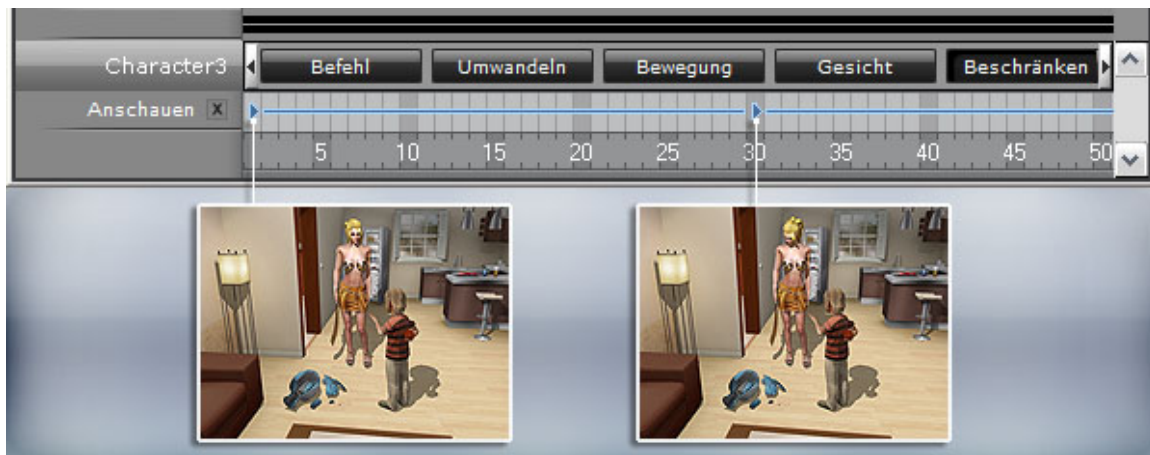 Character3 Befehl Umwandeln Bewegung Gesicht Beschränken
Anschauen X
5 10 15 20 25 30 35 40 45 50